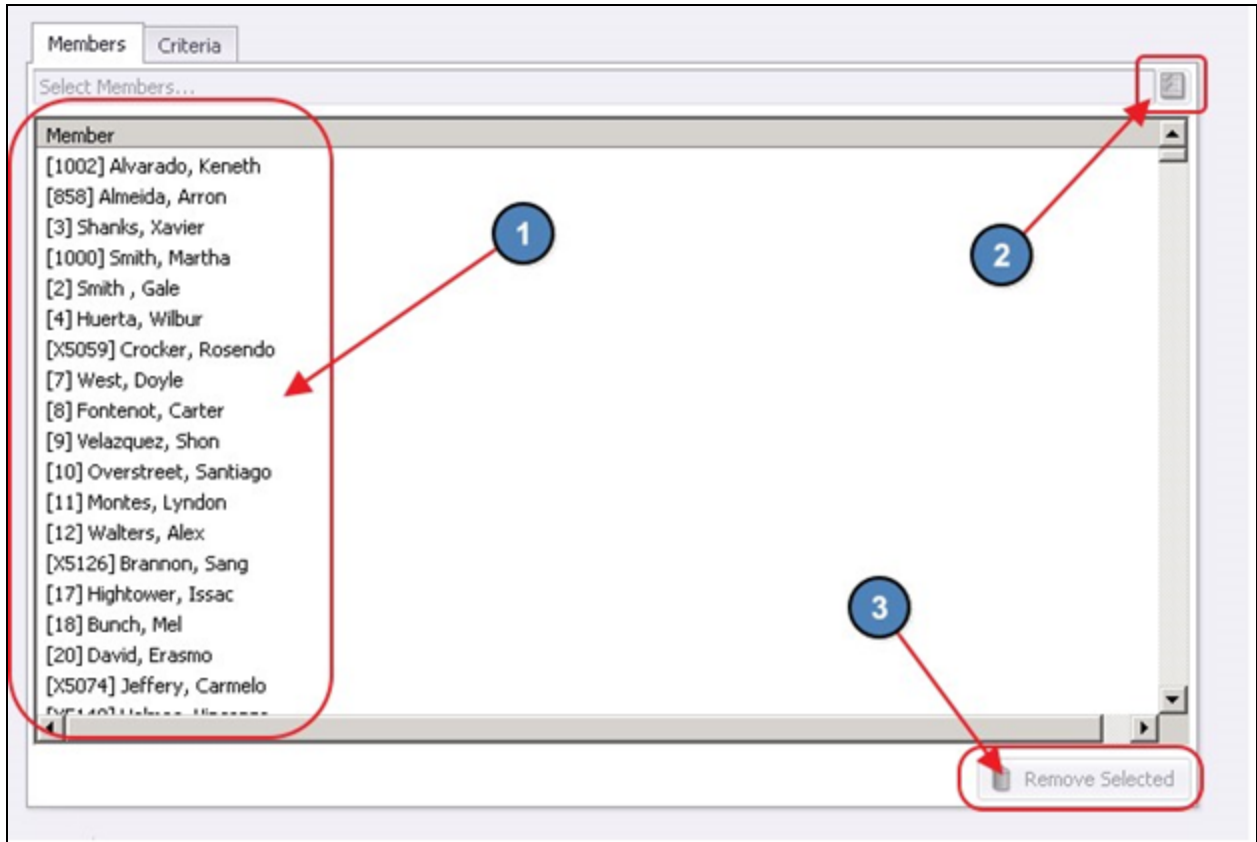 Members Criteria
Select Members...
Member
[1002] Alvarado, Keneth
[858] Almeida, Arron
[3] Shanks, Xavier
[1000] Smith, Martha
[2] Smith , Gale
[4] Huerta, Wilbur
[X5059] Crocker, Rosendo
[7] West, Doyle
[8] Fontenot, Carter
[9] Velazquez, Shon
[10] Overstreet, Santiago
[11] Montes, Lyndon
[12] Walters, Alex
[X5126] Brannon, Sang
[17] Hightower, Issac
[18] Bunch, Mel
[20] David, Erasmo
[X5074] Jeffery, Carmelo
1
2
3
Remove Selected